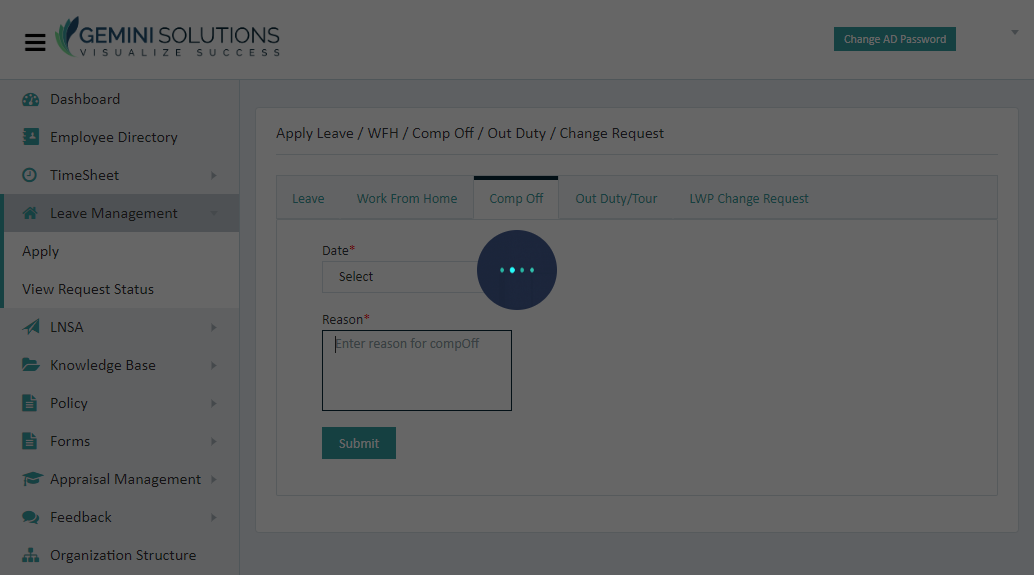 GEMINI SOLUTIONS
VISUALIZE SUCCESS
Change AD Password
Dashboard
Employee Directory
TimeSheet
Leave Management
Apply
View Request Status
LNSA
Knowledge Base
Policy
Forms
Appraisal Management
Feedback
Organization Structure
Apply Leave / WFH / Comp Off / Out Duty / Change Request
Leave Work From Home Comp Off Out Duty/Tour LWP Change Request
Date*
Select
Reason*
Enter reason for compOff
Submit